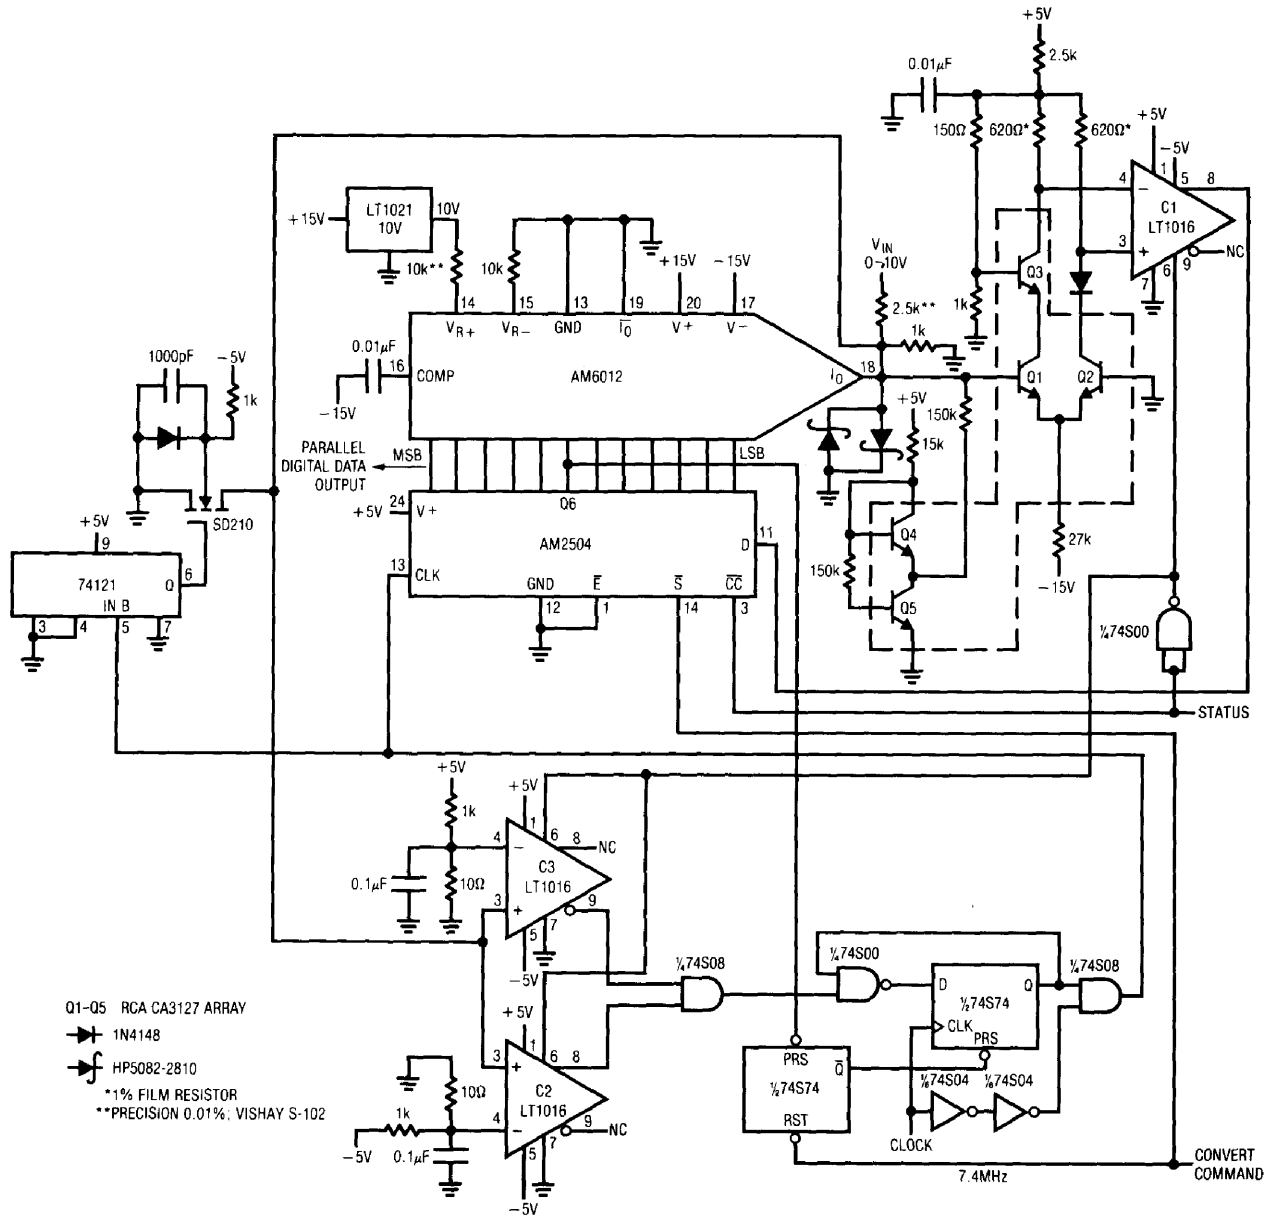 +5V
2.5k
0.01µF
150Ω
620Ω*
620Ω*
+5V
-5V
1
5
8
4
−
C1
LT1016
3
+
6
9
NC
7
LT1021
10V
10V
+15V
10k**
10k
+15V
-15V
VIN
0→10V
2.5k**
1k
Q3
1k
14
15
13
19
20
17
VR+
VR−
GND
IO
V+
V−
0.01µF
16
COMP
-15V
AM6012
IO
18
Q1
Q2
1000pF
-5V
1k
+5V
150k
15k
PARALLEL
DIGITAL DATA
OUTPUT
MSB
LSB
SD210
+5V
24
V+
Q6
AM2504
D
11
Q4
27k
-15V
+5V
9
74121
Q
6
IN B
3
4
5
7
13
CLK
GND
E
S
CC
12
1
14
3
150k
Q5
¼74S00
STATUS
+5V
1k
+5V
1
6
8
NC
4
−
C3
LT1016
0.1µF
10Ω
3
+
9
5
7
-5V
¼74S08
¼74S00
¼74S08
D
Q
½74S74
CLK
PRS
Q1–Q5 RCA CA3127 ARRAY
1N4148
HP5082-2810
*1% FILM RESISTOR
**PRECISION 0.01%; VISHAY S-102
+5V
1
6
8
3
+
C2
LT1016
10Ω
1k
4
−
9
NC
-5V
0.1µF
5
7
-5V
PRS
Q
½74S74
RST
⅙74S04
⅙74S04
CLOCK
7.4MHz
CONVERT
COMMAND